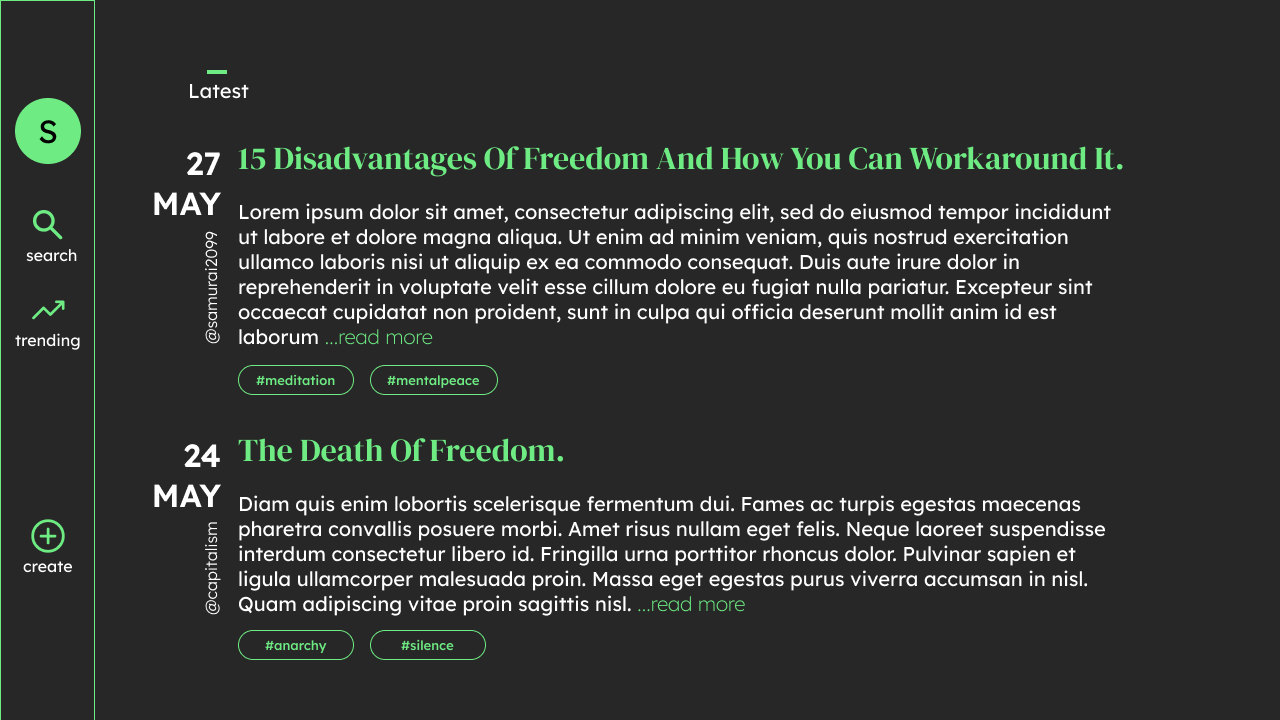 S
search
trending
create
Latest
27
MAY
@samurai2099
15 Disadvantages Of Freedom And How You Can Workaround It.
Lorem ipsum dolor sit amet, consectetur adipiscing elit, sed do eiusmod tempor incididunt
ut labore et dolore magna aliqua. Ut enim ad minim veniam, quis nostrud exercitation
ullamco laboris nisi ut aliquip ex ea commodo consequat. Duis aute irure dolor in
reprehenderit in voluptate velit esse cillum dolore eu fugiat nulla pariatur. Excepteur sint
occaecat cupidatat non proident, sunt in culpa qui officia deserunt mollit anim id est
laborum ...read more
#meditation #mentalpeace
24
MAY
@capitalism
The Death Of Freedom.
Diam quis enim lobortis scelerisque fermentum dui. Fames ac turpis egestas maecenas
pharetra convallis posuere morbi. Amet risus nullam eget felis. Neque laoreet suspendisse
interdum consectetur libero id. Fringilla urna porttitor rhoncus dolor. Pulvinar sapien et
ligula ullamcorper malesuada proin. Massa eget egestas purus viverra accumsan in nisl.
Quam adipiscing vitae proin sagittis nisl. ...read more
#anarchy #silence